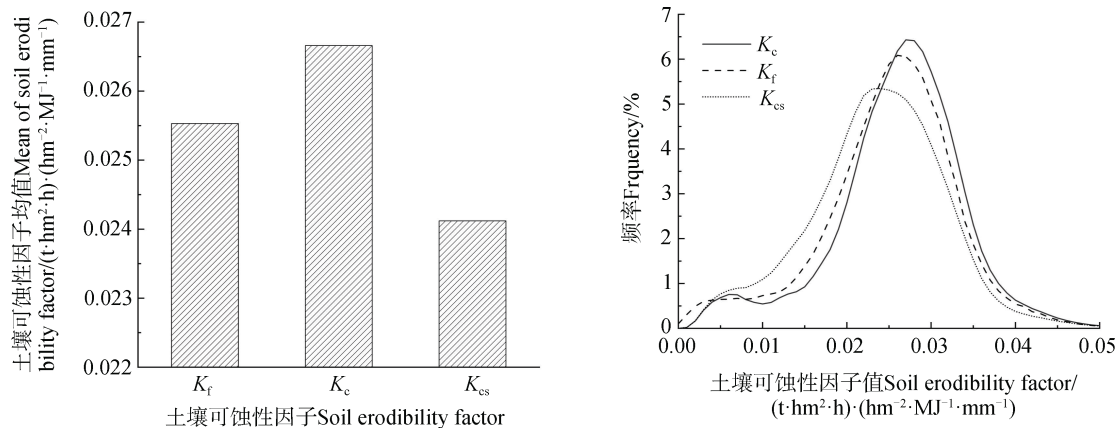 土壤可蚀性因子均值Mean of soil erodi
bility factor/(t·hm²·h)·(hm⁻²·MJ⁻¹·mm⁻¹)
0.027
0.026
0.025
0.024
0.023
0.022
Kf
Kc
Kcs
土壤可蚀性因子Soil erodibility factor
频率Frquency/%
7
6
5
4
3
2
1
0
Kc
Kf
Kcs
0.00
0.01
0.02
0.03
0.04
0.05
土壤可蚀性因子值Soil erodibility factor/
(t·hm²·h)·(hm⁻²·MJ⁻¹·mm⁻¹)